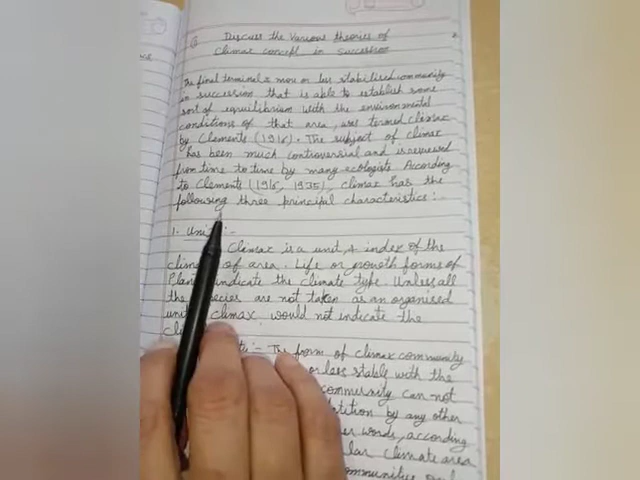 Q Discuss the various theories of
Climax concept in Succession
The final terminal & more or less stabilised community
in succession that is able to establish some
sort of equilibrium with the environmental
conditions of that area, was termed climax
by Clements (1916). The subject of climax
has been much controversial and is reviewed
from time to time by many ecologists. According
to Clements (1916, 1935), climax has the
following three principal characteristics:-
1. Unit:-
Climax is a unit, & index of the
of area. Life or growth forms of
Plant indicate the climate type. Unless all
the species are not taken as an organised
unit climax would not indicate the
:- The form of climax community
or less stable with the
community can not
by any other
words, according
climate area